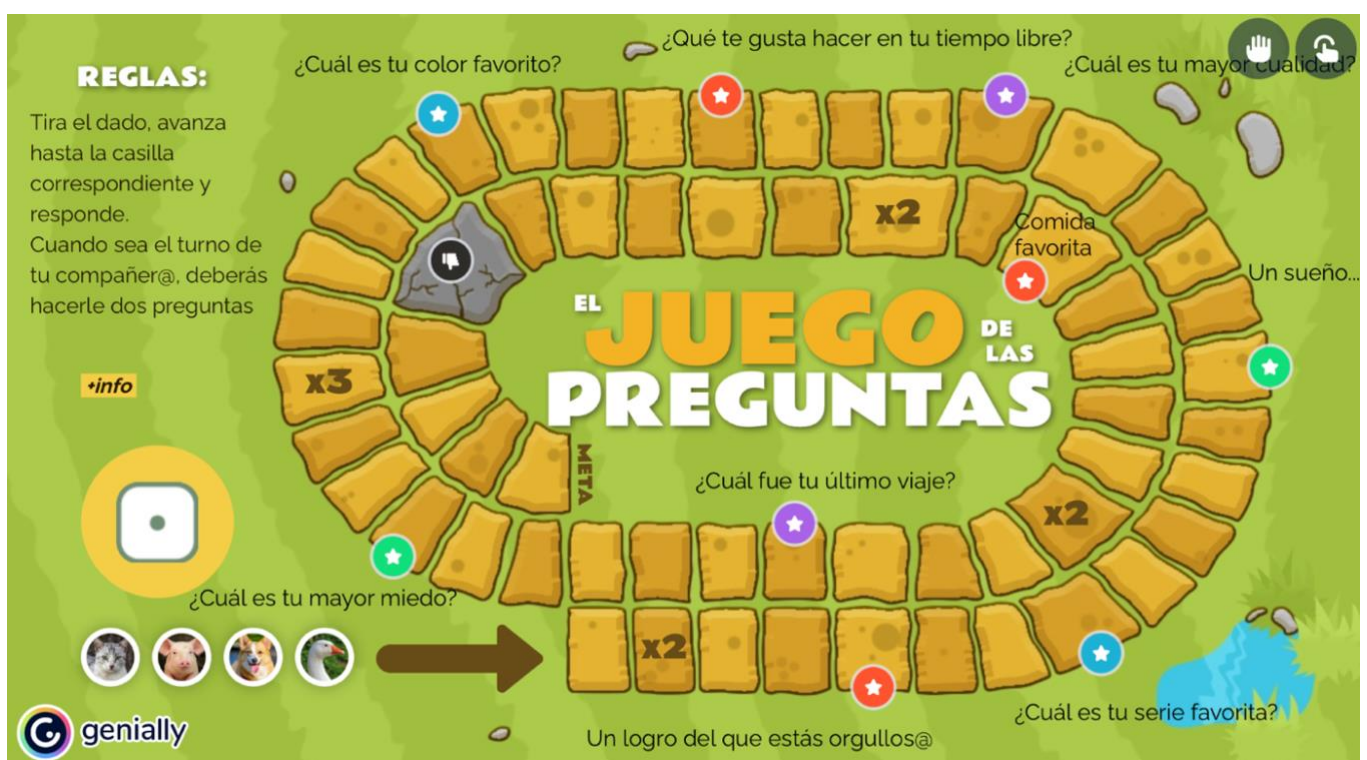 REGLAS:
Tira el dado, avanza
hasta la casilla
correspondiente y
responde.
Cuando sea el turno de
tu compañer@, deberás
hacerle dos preguntas
+info
¿Cuál es tu color favorito?
¿Qué te gusta hacer en tu tiempo libre?
¿Cuál es tu mayor cualidad?
x2
Comida
favorita
Un sueño...
EL
JUEGO
DE
LAS
PREGUNTAS
x3
META
¿Cuál fue tu último viaje?
x2
¿Cuál es tu mayor miedo?
x2
¿Cuál es tu serie favorita?
Un logro del que estás orgullos@
genially